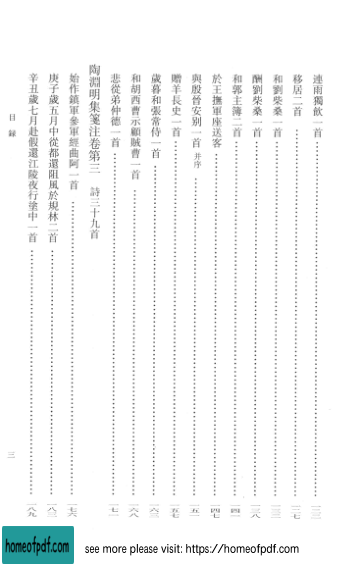 連雨獨飲一首……一二二
移居二首……一二七
和劉柴桑一首……一三三
酬劉柴桑一首……一三八
和郭主簿二首……一四一
於王撫軍座送客……一四七
與殷晉安別一首 并序……一五一
贈羊長史一首……一五七
歲暮和張常侍一首……一六三
和胡西曹示顧賊曹一首……一六八
悲從弟仲德一首……一七一
陶淵明集箋注卷第三　詩三十九首
始作鎮軍參軍經曲阿一首……一七六
庚子歲五月中從都還阻風於規林二首……一八三
辛丑歲七月赴假還江陵夜行塗中一首……一八九
目錄
三
homeofpdf.com
see more please visit: https://homeofpdf.com